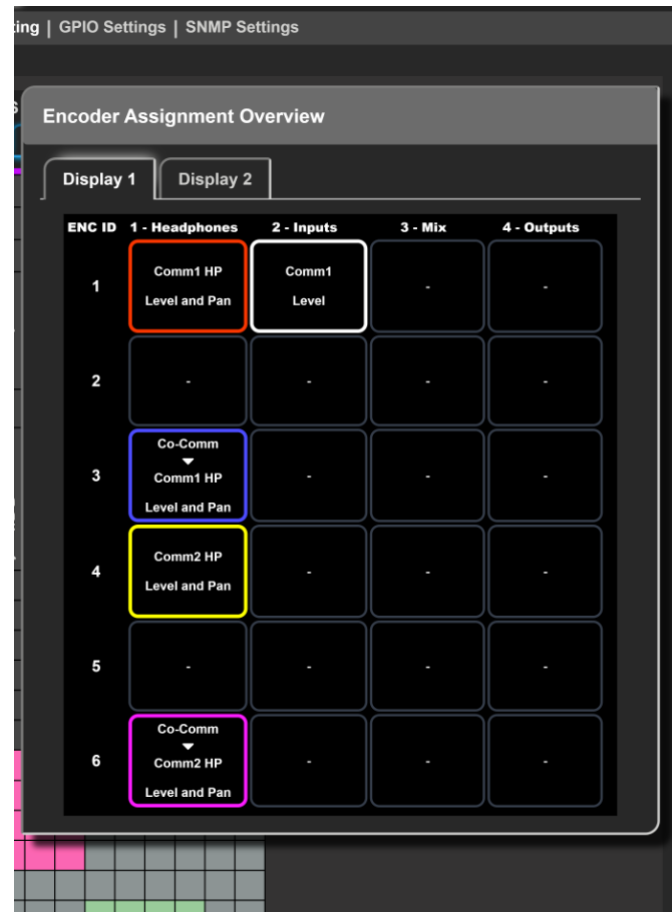 ing | GPIO Settings | SNMP Settings
S
Encoder Assignment Overview
Display 1 Display 2
ENC ID 1 - Headphones 2 - Inputs 3 - Mix 4 - Outputs
1
Comm1 HP
Level and Pan
Comm1
Level
-
-
2
-
-
-
-
3
Co-Comm
Comm1 HP
Level and Pan
-
-
-
4
Comm2 HP
Level and Pan
-
-
-
5
-
-
-
-
6
Co-Comm
Comm2 HP
Level and Pan
-
-
-